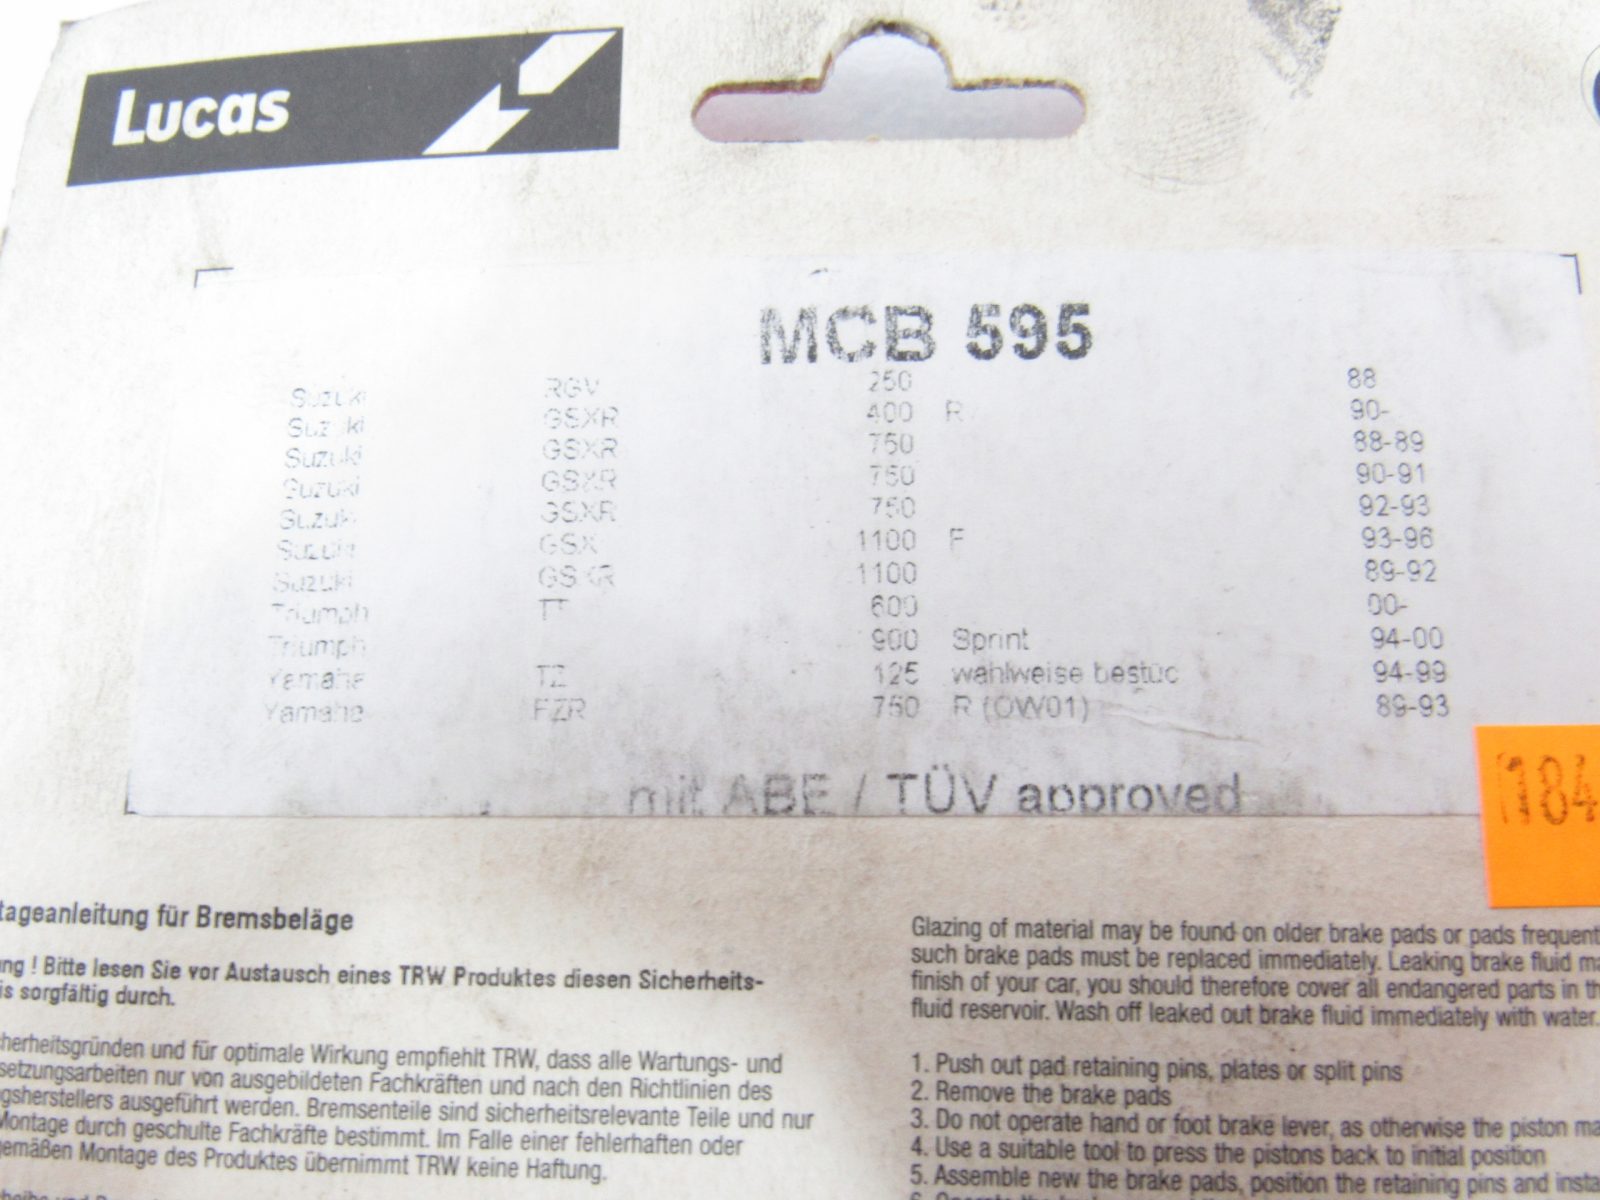 Lucas
MCB 595
Suzuki RGV 250 88
Suzuki GSXR 400 R 90-
Suzuki GSXR 750 88-89
Suzuki GSXR 750 90-91
Suzuki GSXR 750 92-93
Suzuki GSX 1100 F 93-96
Suzuki GSXR 1100 89-92
Triumph TT 600 00-
Triumph 900 Sprint 94-00
Yamaha TZ 125 wahlweise bestüc 94-99
Yamaha FZR 750 R (OW01) 89-93
mit ABE / TÜV approved
184
tageanleitung für Bremsbeläge
ung ! Bitte lesen Sie vor Austausch eines TRW Produktes diesen Sicherheits-
is sorgfältig durch.
cherheitsgründen und für optimale Wirkung empfiehlt TRW, dass alle Wartungs- und
setzungsarbeiten nur von ausgebildeten Fachkräften und nach den Richtlinien des
gsherstellers ausgeführt werden. Bremsenteile sind sicherheitsrelevante Teile und nur
Montage durch geschulte Fachkräfte bestimmt. Im Falle einer fehlerhaften oder
gemäßen Montage des Produktes übernimmt TRW keine Haftung.
Glazing of material may be found on older brake pads or pads frequent
such brake pads must be replaced immediately. Leaking brake fluid ma
finish of your car, you should therefore cover all endangered parts in th
fluid reservoir. Wash off leaked out brake fluid immediately with water.
1. Push out pad retaining pins, plates or split pins
2. Remove the brake pads
3. Do not operate hand or foot brake lever, as otherwise the piston ma
4. Use a suitable tool to press the pistons back to initial position
5. Assemble new the brake pads, position the retaining pins and insta